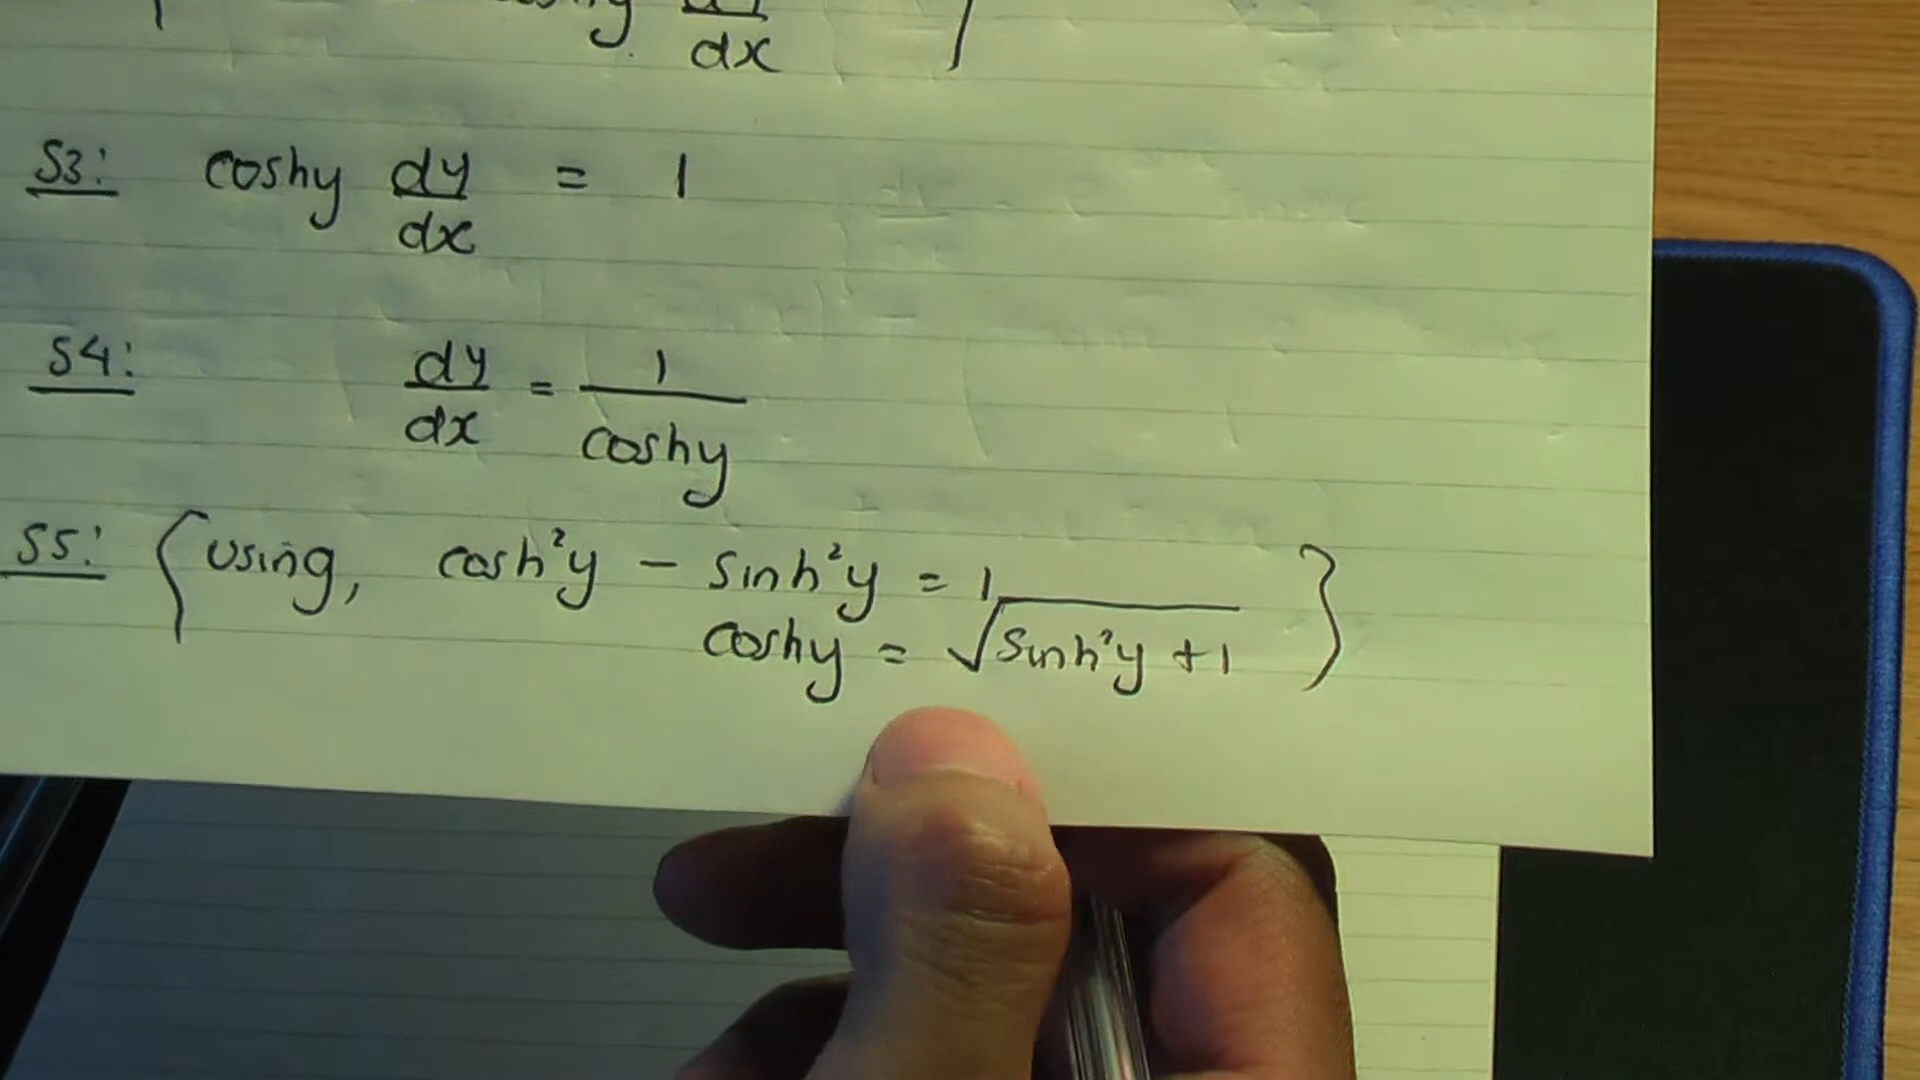 dx
S3: coshy dy/dx = 1
S4: dy/dx = 1/coshy
S5: {using, cosh²y - sinh²y = 1
coshy = √(sinh²y + 1) }